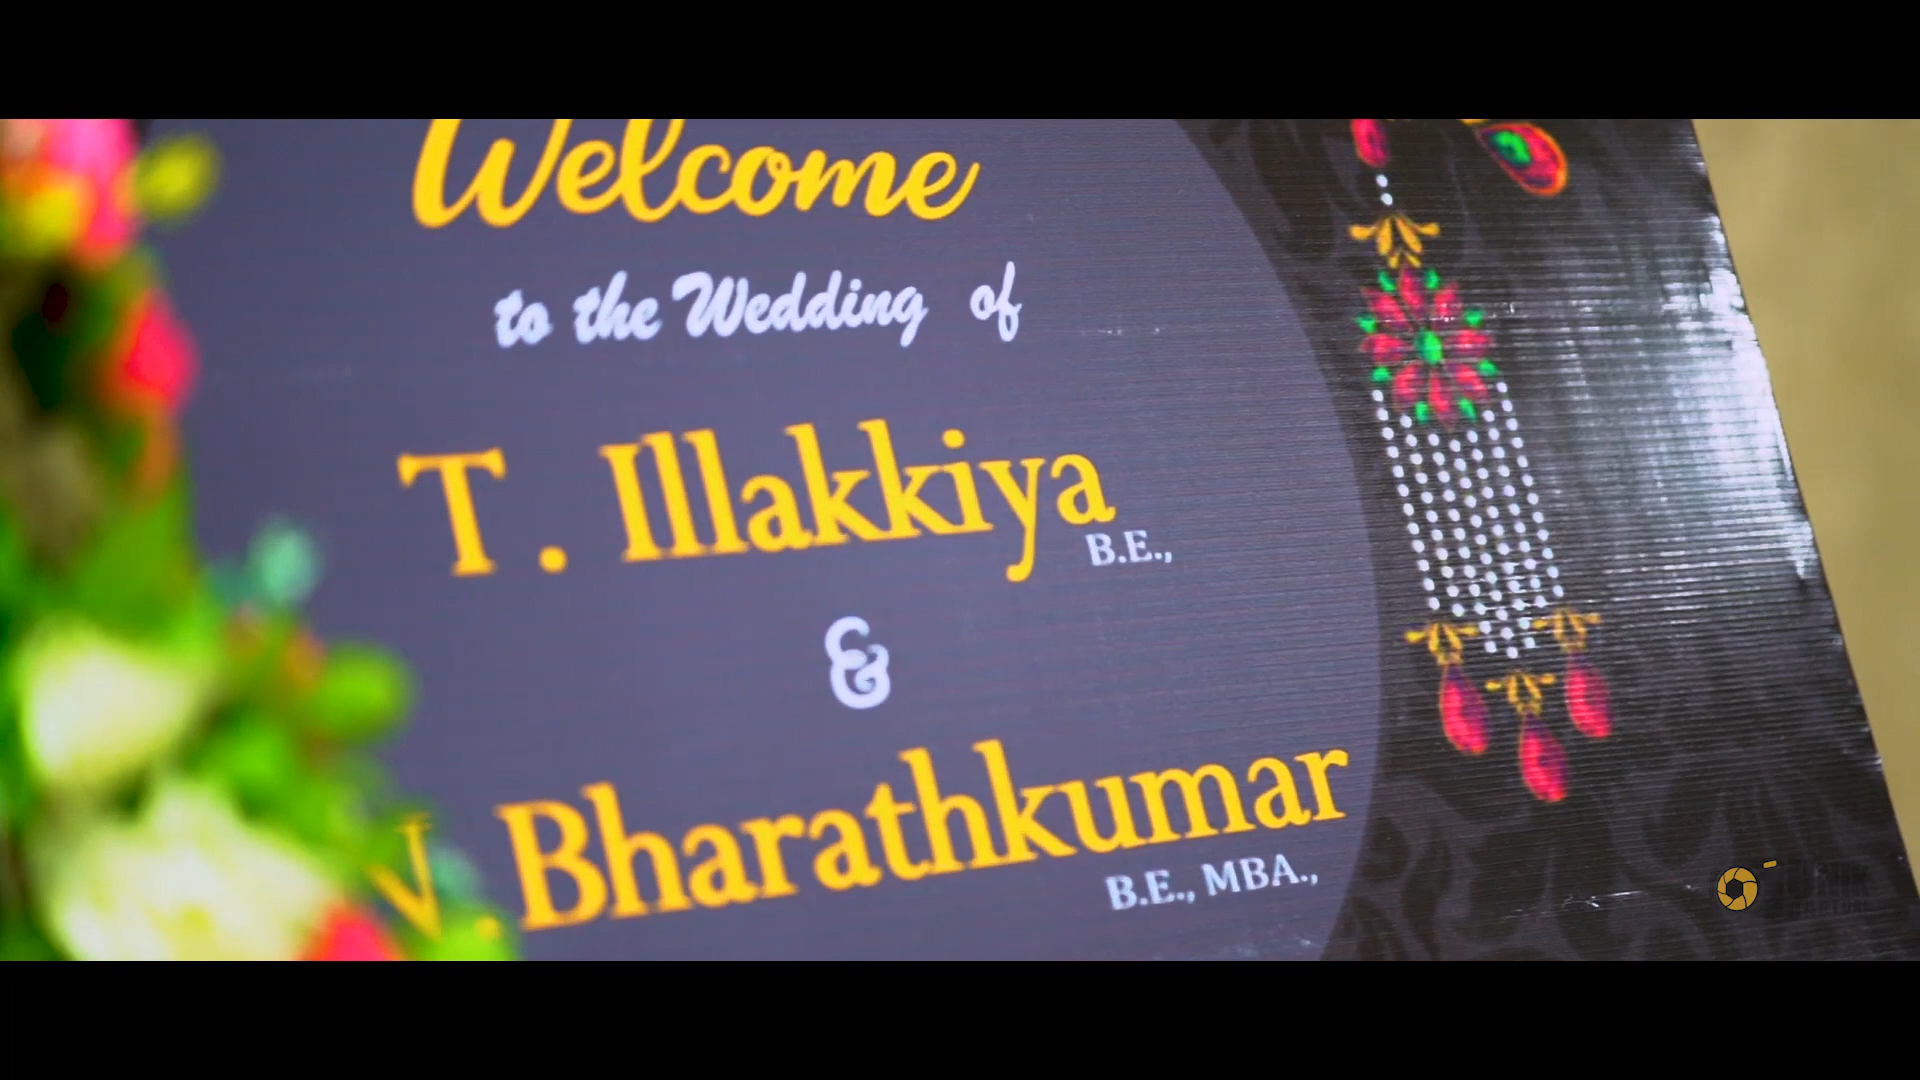 Welcome
to the Wedding of
T. Illakkiya
B.E.,
&
V. Bharathkumar
B.E., MBA.,